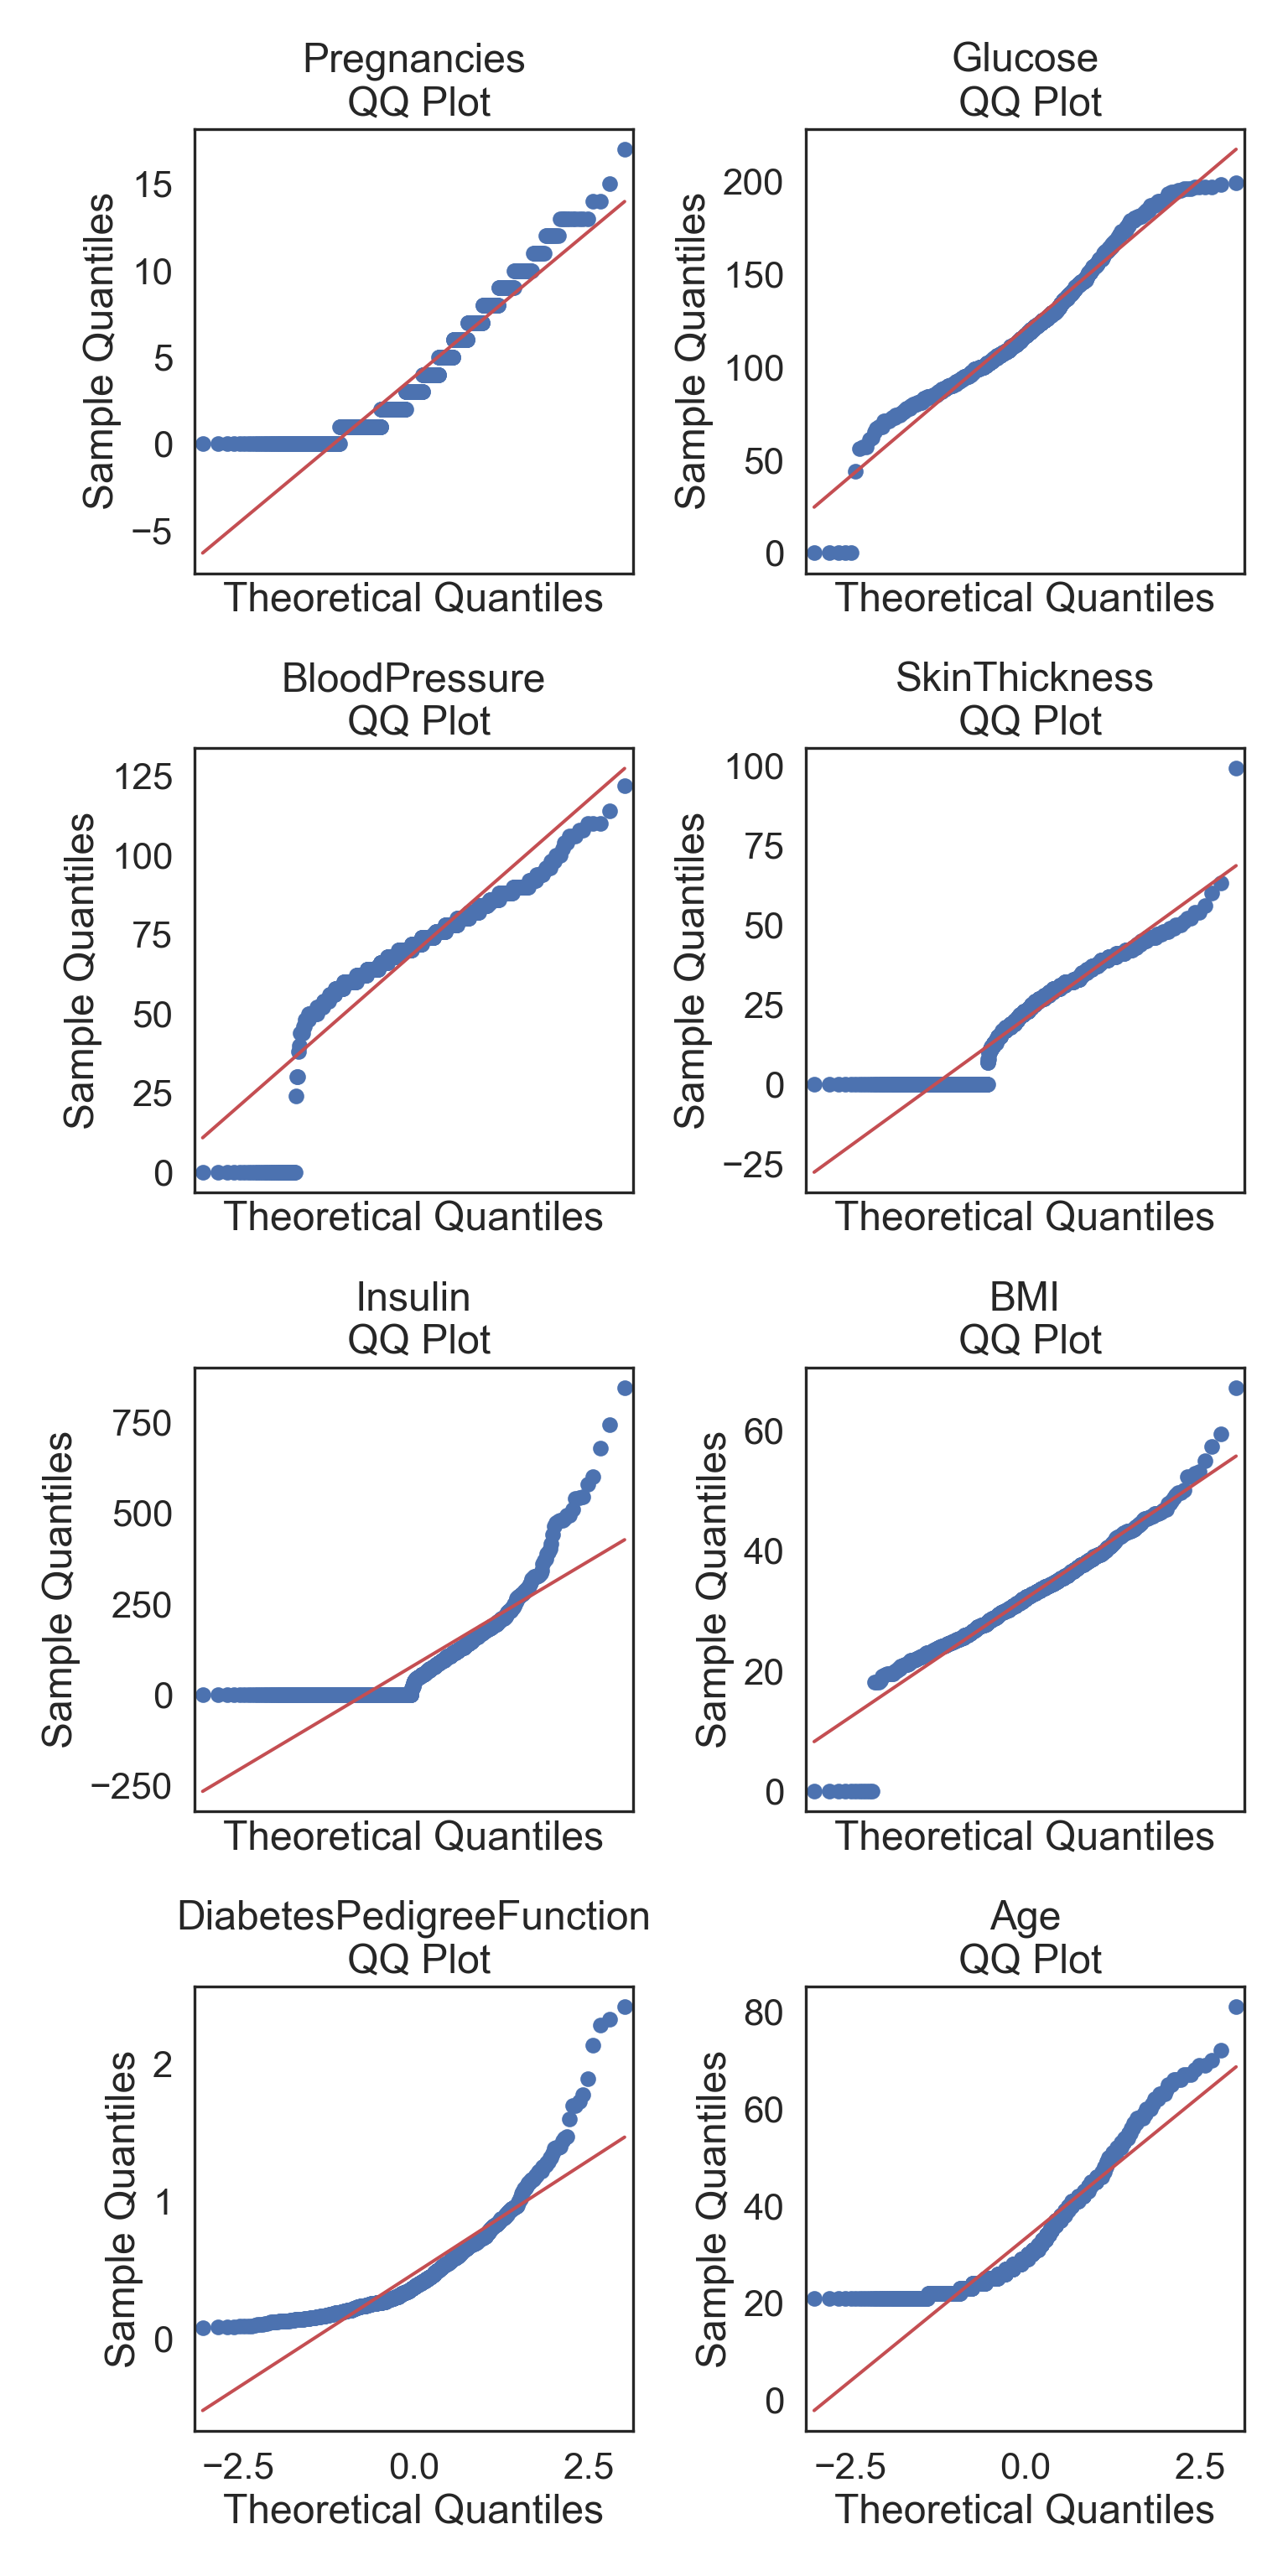 Pregnancies
QQ Plot
Sample Quantiles
15
10
5
0
−5
Theoretical Quantiles
Glucose
QQ Plot
Sample Quantiles
200
150
100
50
0
Theoretical Quantiles
BloodPressure
QQ Plot
Sample Quantiles
125
100
75
50
25
0
Theoretical Quantiles
SkinThickness
QQ Plot
Sample Quantiles
100
75
50
25
0
−25
Theoretical Quantiles
Insulin
QQ Plot
Sample Quantiles
750
500
250
0
−250
Theoretical Quantiles
BMI
QQ Plot
Sample Quantiles
60
40
20
0
Theoretical Quantiles
DiabetesPedigreeFunction
QQ Plot
Sample Quantiles
2
1
0
−2.5 0.0 2.5
Theoretical Quantiles
Age
QQ Plot
Sample Quantiles
80
60
40
20
0
−2.5 0.0 2.5
Theoretical Quantiles